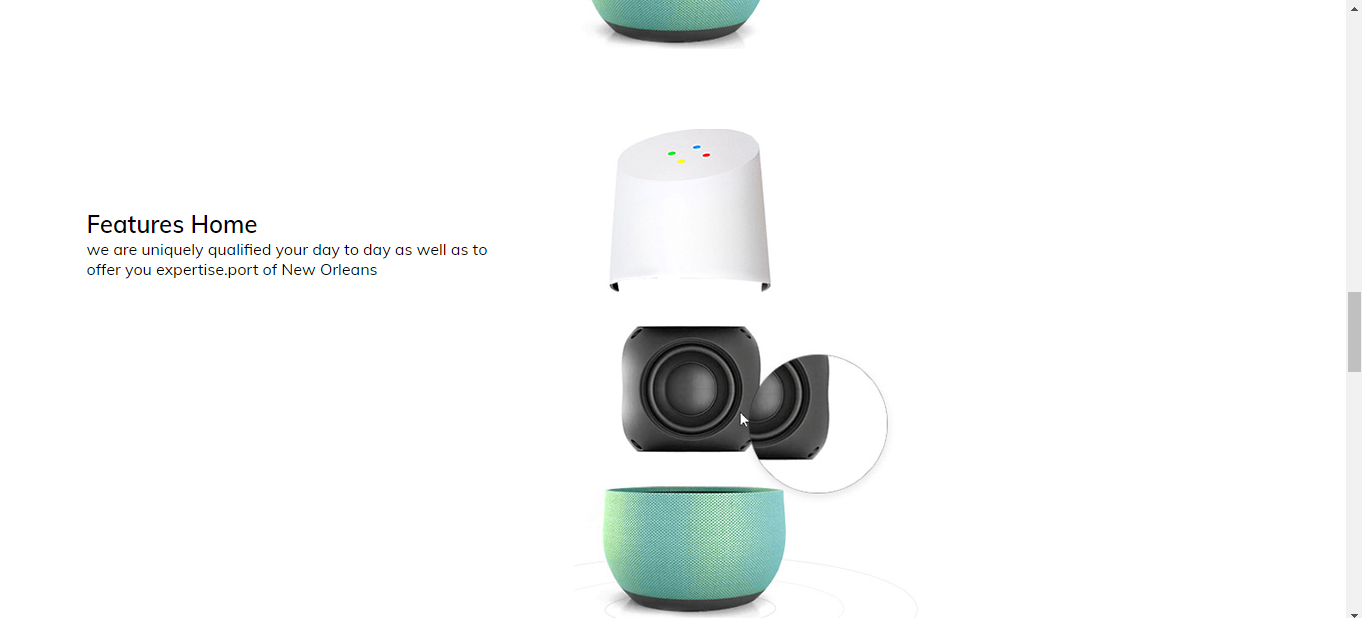 Features Home
we are uniquely qualified your day to day as well as to
offer you expertise.port of New Orleans